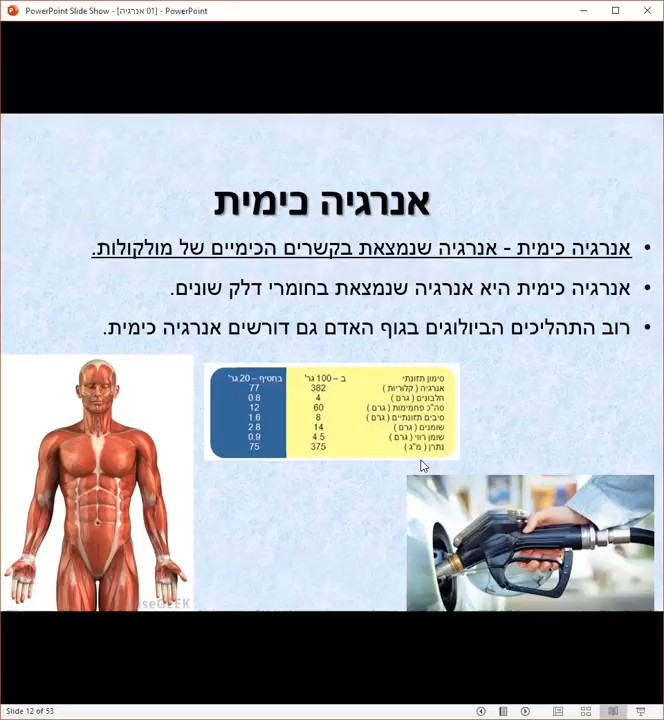 PowerPoint Slide Show - [01 אנרגיה] - PowerPoint
אנרגיה כימית
• אנרגיה כימית - אנרגיה שנמצאת בקשרים הכימיים של מולקולות.
• אנרגיה כימית היא אנרגיה שנמצאת בחומרי דלק שונים.
• רוב התהליכים הביולוגים בגוף האדם גם דורשים אנרגיה כימית.
סימון תזונתי ב – 100 גר' בחטיף – 20 גר'
אנרגיה ( קלוריות ) 382 77
חלבונים ( גרם ) 4 0.8
סה"כ פחמימות ( גרם ) 60 12
סיבים תזונתיים ( גרם ) 8 1.6
שומנים ( גרם ) 14 2.8
שומן רווי ( גרם ) 4.5 0.9
נתרן ( מ"ג ) 375 75
iseGEEK
Slide 12 of 53